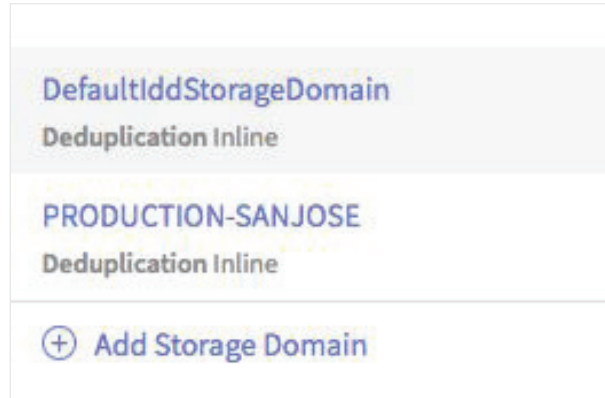 DefaultIddStorageDomain
Deduplication Inline
PRODUCTION-SANJOSE
Deduplication Inline
Add Storage Domain